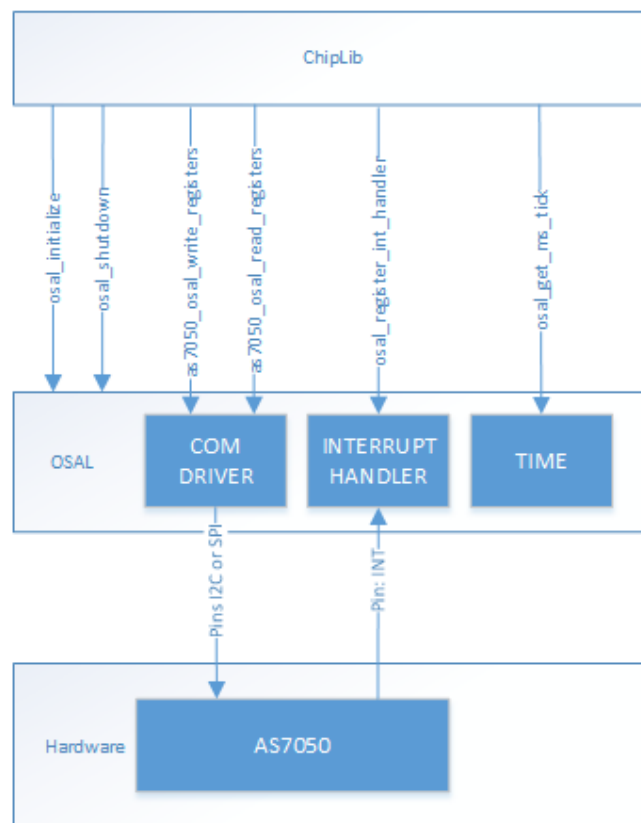 ChipLib
osal_initialize
osal_shutdown
as7050_osal_write_registers
as7050_osal_read_registers
osal_register_int_handler
osal_get_ms_tick
OSAL
COM
DRIVER
INTERRUPT
HANDLER
TIME
Pins I2C or SPI
Pin: INT
Hardware
AS7050